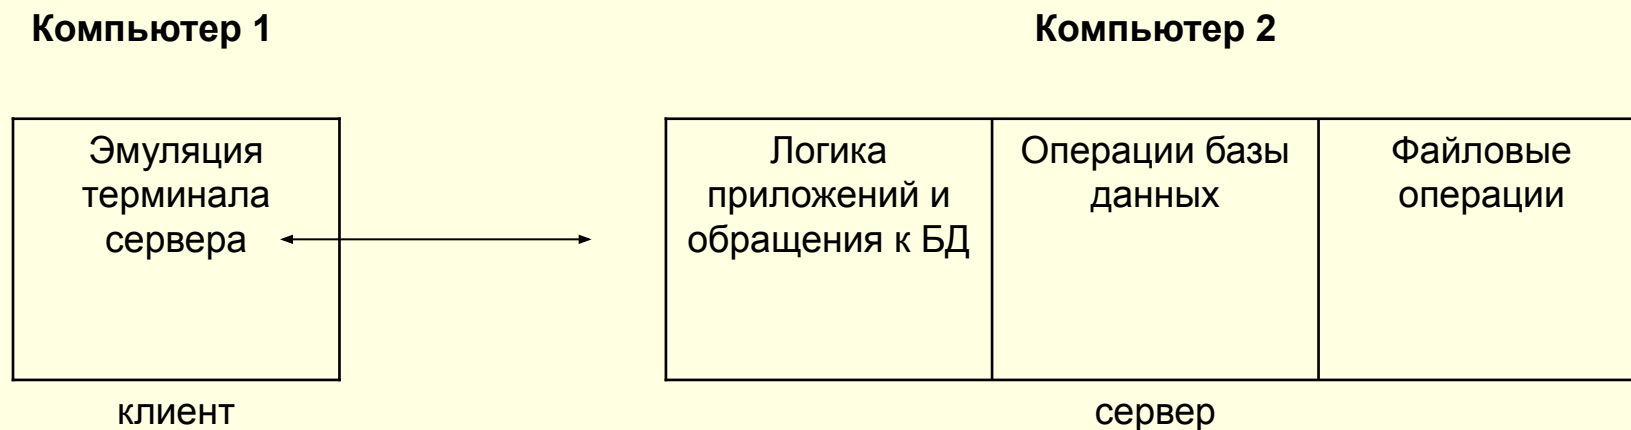 Компьютер 1
Компьютер 2
Эмуляция
терминала
сервера
Логика
приложений и
обращения к БД
Операции базы
данных
Файловые
операции
клиент
сервер